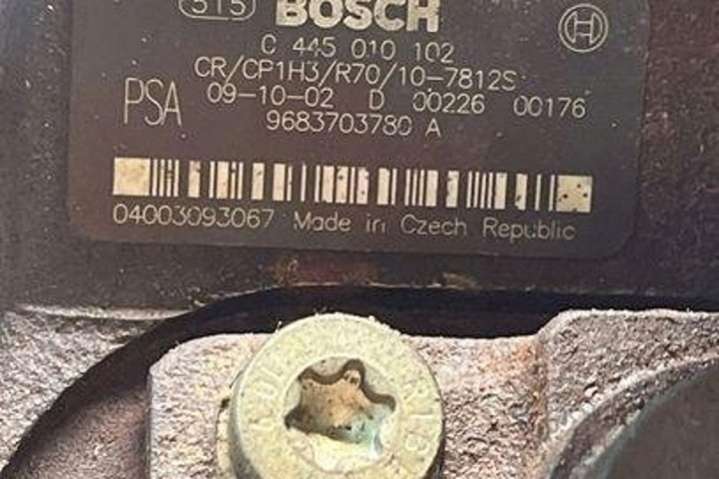 515 BOSCH
0 445 010 102
CR/CP1H3/R70/10-7812S
PSA 09-10-02 D 00226 00176
9683703780 A
04003093067 Made in Czech Republic